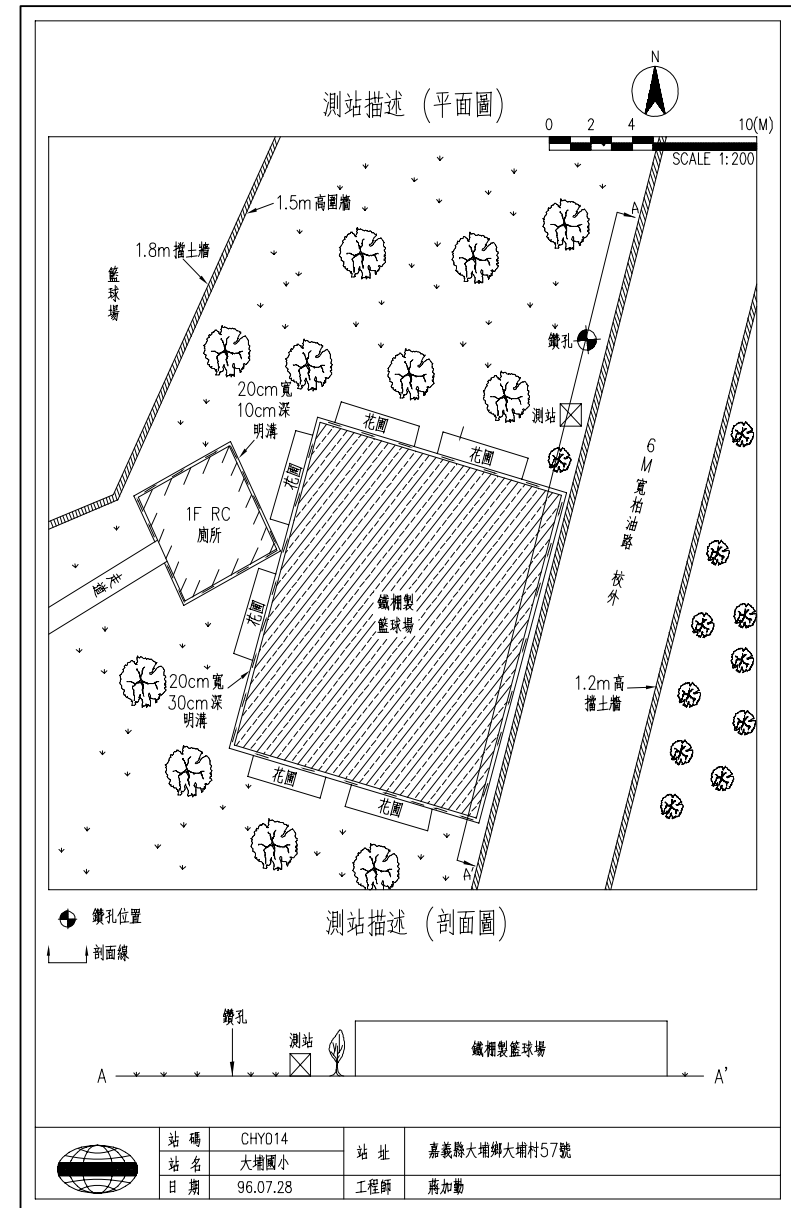 測站描述 (平面圖)
N
0 2 4 10(M)
SCALE 1:200
1.5m高圍牆
1.8m擋土牆
籃球場
A
鑽孔
測站
20cm寬
10cm深
明溝
花圃
花圃
花圃
1F RC
廁所
走道
花圃
鐵棚製
籃球場
6M寬柏油路 校外
20cm寬
30cm深
明溝
1.2m高
擋土牆
花圃
花圃
A'
鑽孔位置
剖面線
測站描述 (剖面圖)
鑽孔
測站
鐵棚製籃球場
A
A'
站碼 CHY014
站名 大埔國小
日期 96.07.28
站址 嘉義縣大埔鄉大埔村57號
工程師 蔣加勤